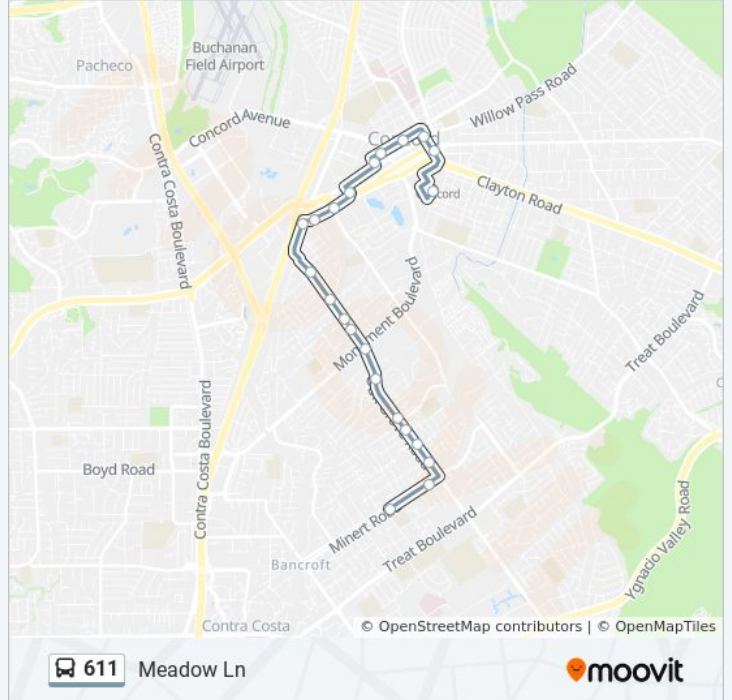 Buchanan
Field Airport
Pacheco
Willow Pass Road
Concord Avenue
Contra Costa Boulevard
Clayton Road
Monument Boulevard
Treat Boulevard
Contra Costa Boulevard
Boyd Road
Minert
Treat Boulevard
Ygnacio Valley Road
Bancroft
Contra Costa
© OpenStreetMap contributors | © OpenMapTiles
611 Meadow Ln
moovit